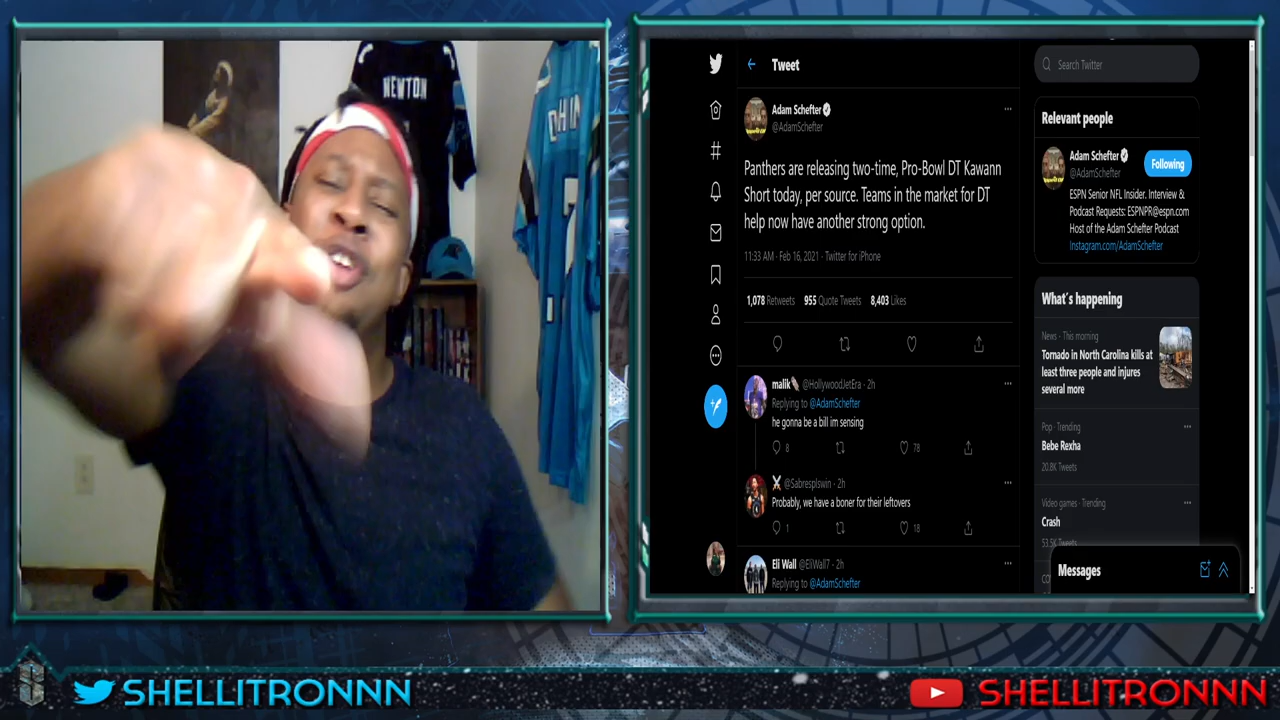 NEWTON
Tweet
Adam Schefter
@AdamSchefter
Panthers are releasing two-time, Pro-Bowl DT Kawann
Short today, per source. Teams in the market for DT
help now have another strong option.
11:33 AM · Feb 16, 2021 · Twitter for iPhone
1,078 Retweets 955 Quote Tweets 8,403 Likes
malik @HollywoodJetEra · 2h
Replying to @AdamSchefter
he gonna be a bill im sensing
8 78
@Sabresplswin · 2h
Probably, we have a boner for their leftovers
1 18
Eli Wall @EliWall7 · 2h
Replying to @AdamSchefter
Search Twitter
Relevant people
Adam Schefter
@AdamSchefter
Following
ESPN Senior NFL Insider. Interview &
Podcast Requests: ESPNPR@espn.com
Host of the Adam Schefter Podcast
Instagram.com/AdamSchefter
What's happening
News · This morning
Tornado in North Carolina kills at
least three people and injures
several more
Pop · Trending
Bebe Rexha
20.8K Tweets
Video games · Trending
Crash
53.5K Tweets
Messages
SHELLITRONNN
SHELLITRONNN